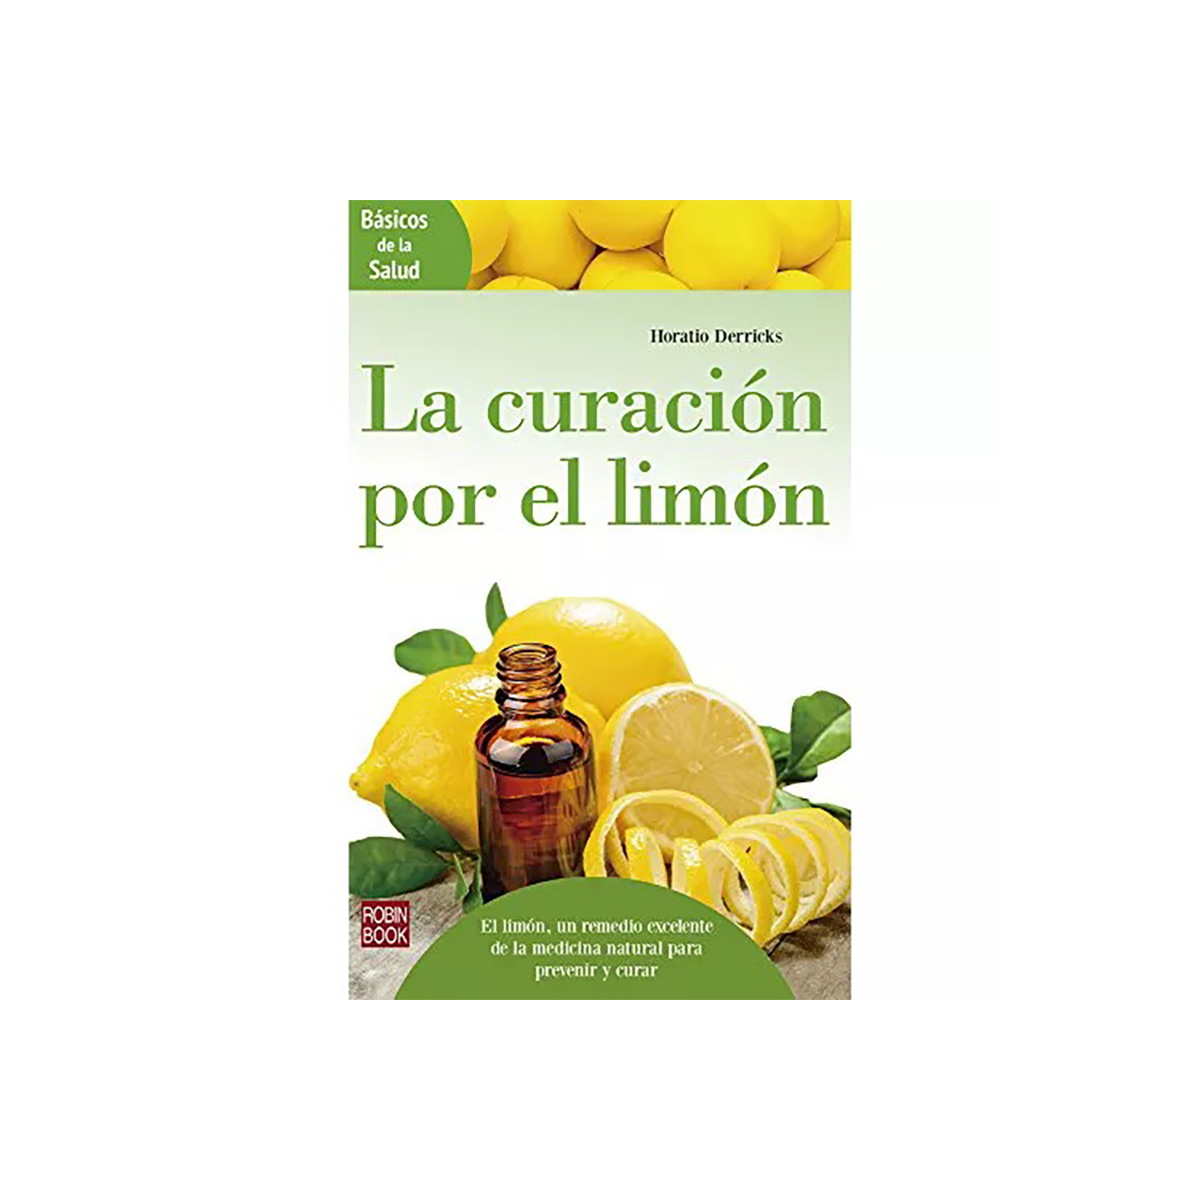 Básicos
de la
Salud
Horatio Derricks
La curación
por el limón
ROBIN
BOOK
El limón, un remedio excelente
de la medicina natural para
prevenir y curar